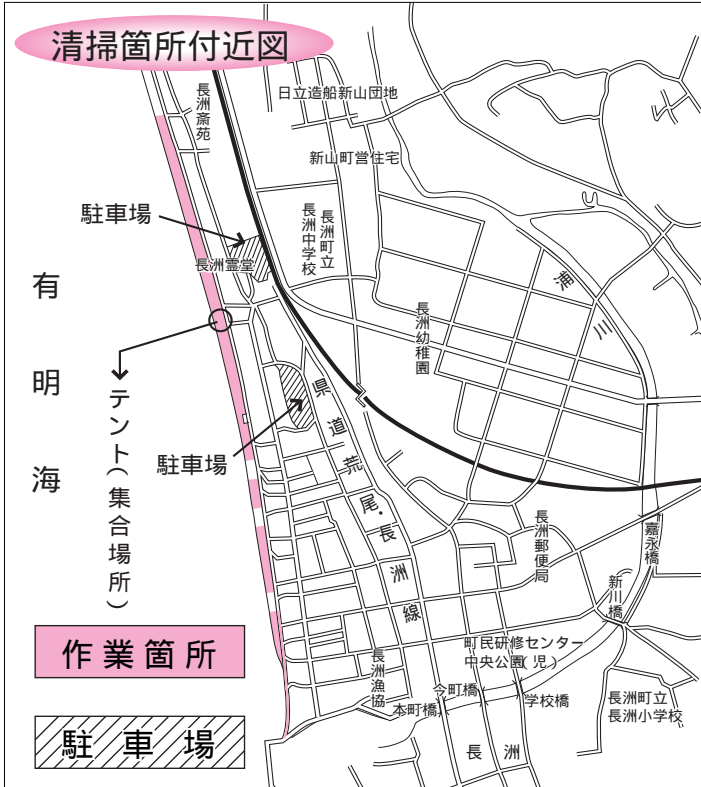 清掃箇所付近図
長洲斎苑
日立造船新山団地
新山町営住宅
駐車場
長洲町立
長洲中学校
長洲霊堂
浦川
有明海
長洲幼稚園
テント(集合場所)
駐車場
県道荒尾・長洲線
長洲郵便局
嘉永橋
新川橋
作業箇所
町民研修センター
中央公園(児)
長洲漁協
今町橋
本町橋
学校橋
長洲町立
長洲小学校
駐車場
長洲